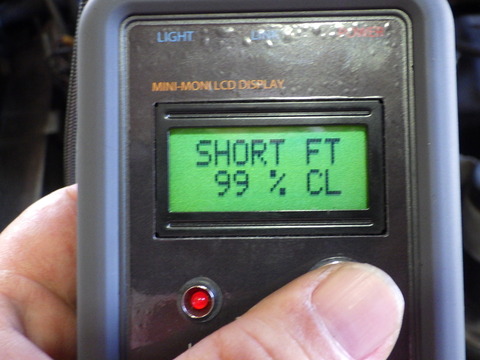 LIGHT
MINI-MONI LCD DISPLAY
SHORT FT
99 % CL